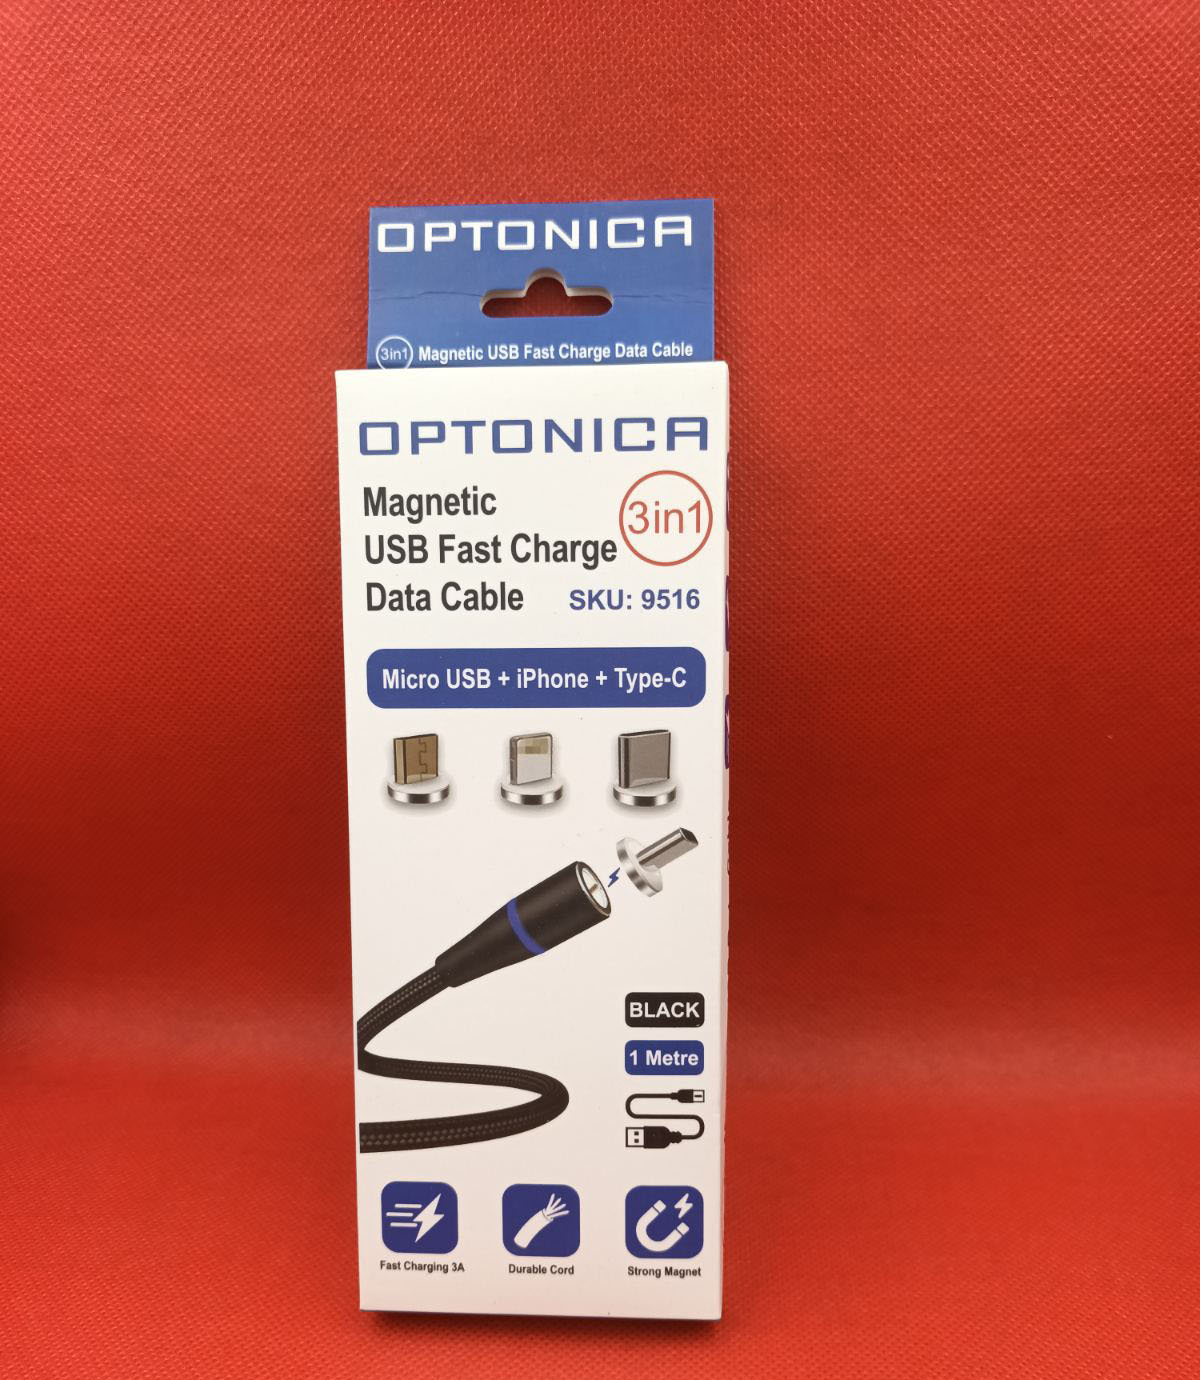 OPTONICA
3in1 Magnetic USB Fast Charge Data Cable
OPTONICA
Magnetic
USB Fast Charge
3in1
Data Cable
SKU: 9516
Micro USB + iPhone + Type-C
BLACK
1 Metre
Fast Charging 3A
Durable Cord
Strong Magnet